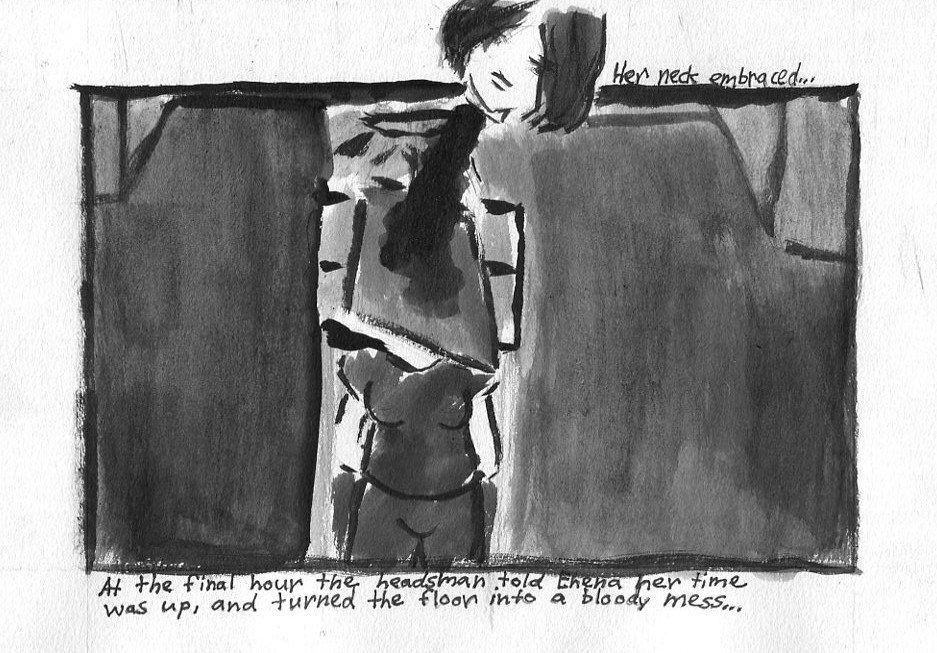 Her neck embraced...
At the final hour the headsman told Enena her time
was up, and turned the floor into a bloody mess...